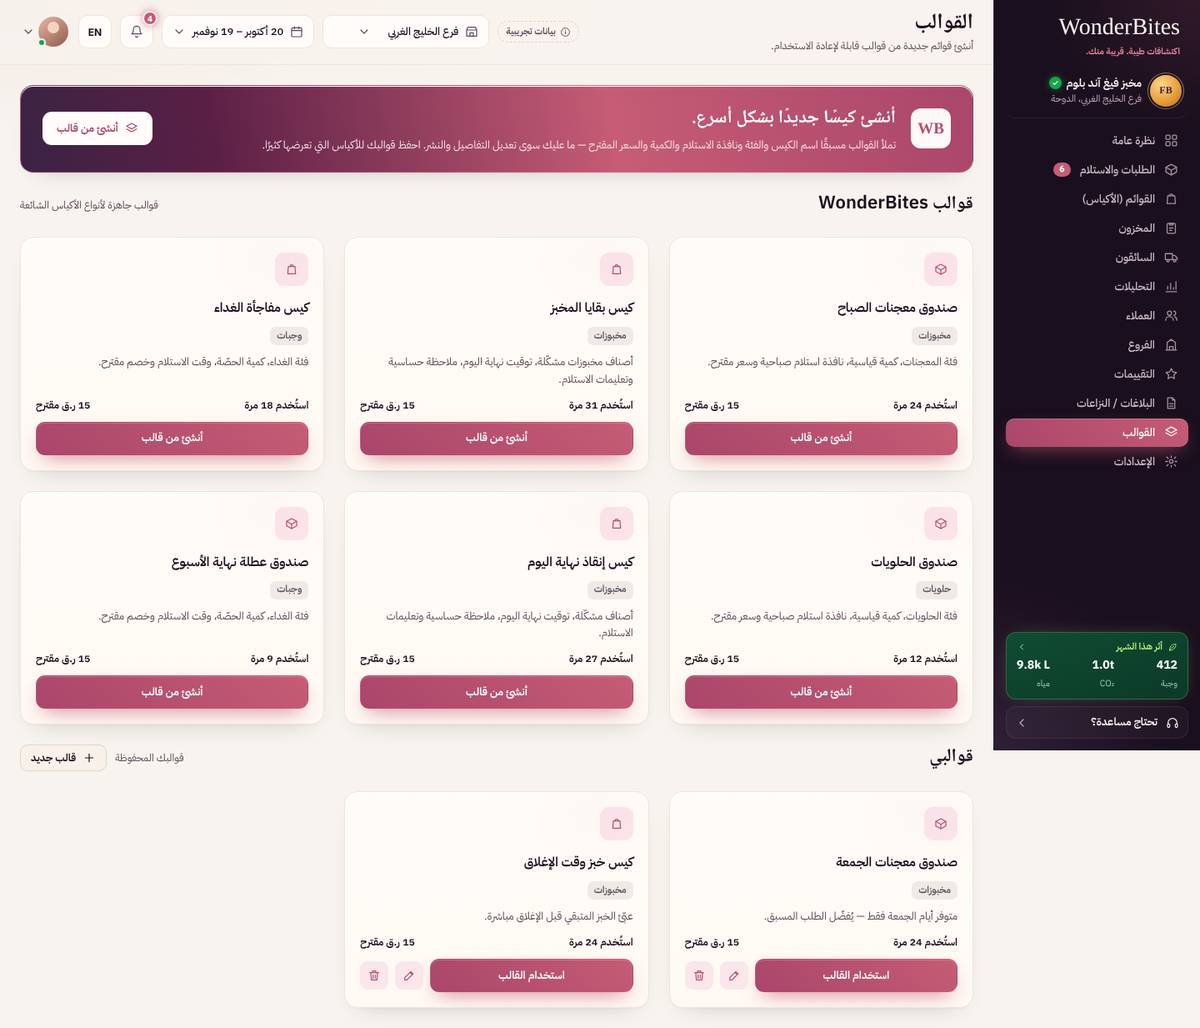 WonderBites
اكتشافات طيبة. قريبة منك.
FB
مخبز فيغ آند بلوم
فرع الخليج الغربي، الدوحة
نظرة عامة
الطلبات والاستلام 6
القوائم (الأكياس)
المخزون
السائقون
التحليلات
العملاء
الفروع
التقييمات
البلاغات / النزاعات
القوالب
الإعدادات
أثر هذا الشهر
412 1.0t 9.8k L
وجبة CO₂ مياه
تحتاج مساعدة؟
القوالب
أنشئ قوائم جديدة من قوالب قابلة لإعادة الاستخدام.
بيانات تجريبية
فرع الخليج الغربي
20 أكتوبر – 19 نوفمبر
4
EN
WB
أنشئ كيسًا جديدًا بشكل أسرع.
تملأ القوالب مسبقًا اسم الكيس والفئة ونافذة الاستلام والكمية والسعر المقترح — ما عليك سوى تعديل التفاصيل والنشر. احفظ قوالبك للأكياس التي تعرضها كثيرًا.
أنشئ من قالب
قوالب WonderBites
قوالب جاهزة لأنواع الأكياس الشائعة
صندوق معجنات الصباح
مخبوزات
فئة المعجنات، كمية قياسية، نافذة استلام صباحية وسعر مقترح.
استُخدم 24 مرة
15 ر.ق مقترح
أنشئ من قالب
كيس بقايا المخبز
مخبوزات
أصناف مخبوزات مشكّلة، توقيت نهاية اليوم، ملاحظة حساسية
وتعليمات الاستلام.
استُخدم 31 مرة
15 ر.ق مقترح
أنشئ من قالب
كيس مفاجأة الغداء
وجبات
فئة الغداء، كمية الحصّة، وقت الاستلام وخصم مقترح.
استُخدم 18 مرة
15 ر.ق مقترح
أنشئ من قالب
صندوق الحلويات
حلويات
فئة الحلويات، كمية قياسية، نافذة استلام صباحية وسعر مقترح.
استُخدم 12 مرة
15 ر.ق مقترح
أنشئ من قالب
كيس إنقاذ نهاية اليوم
مخبوزات
أصناف مشكّلة، توقيت نهاية اليوم، ملاحظة حساسية وتعليمات
الاستلام.
استُخدم 27 مرة
15 ر.ق مقترح
أنشئ من قالب
صندوق عطلة نهاية الأسبوع
وجبات
فئة الغداء، كمية الحصّة، وقت الاستلام وخصم مقترح.
استُخدم 9 مرة
15 ر.ق مقترح
أنشئ من قالب
قوالبي
قوالبك المحفوظة
قالب جديد
صندوق معجنات الجمعة
مخبوزات
متوفر أيام الجمعة فقط — يُفضّل الطلب المسبق.
استُخدم 24 مرة
15 ر.ق مقترح
استخدام القالب
كيس خبز وقت الإغلاق
مخبوزات
عبّئ الخبز المتبقي قبل الإغلاق مباشرة.
استُخدم 24 مرة
15 ر.ق مقترح
استخدام القالب